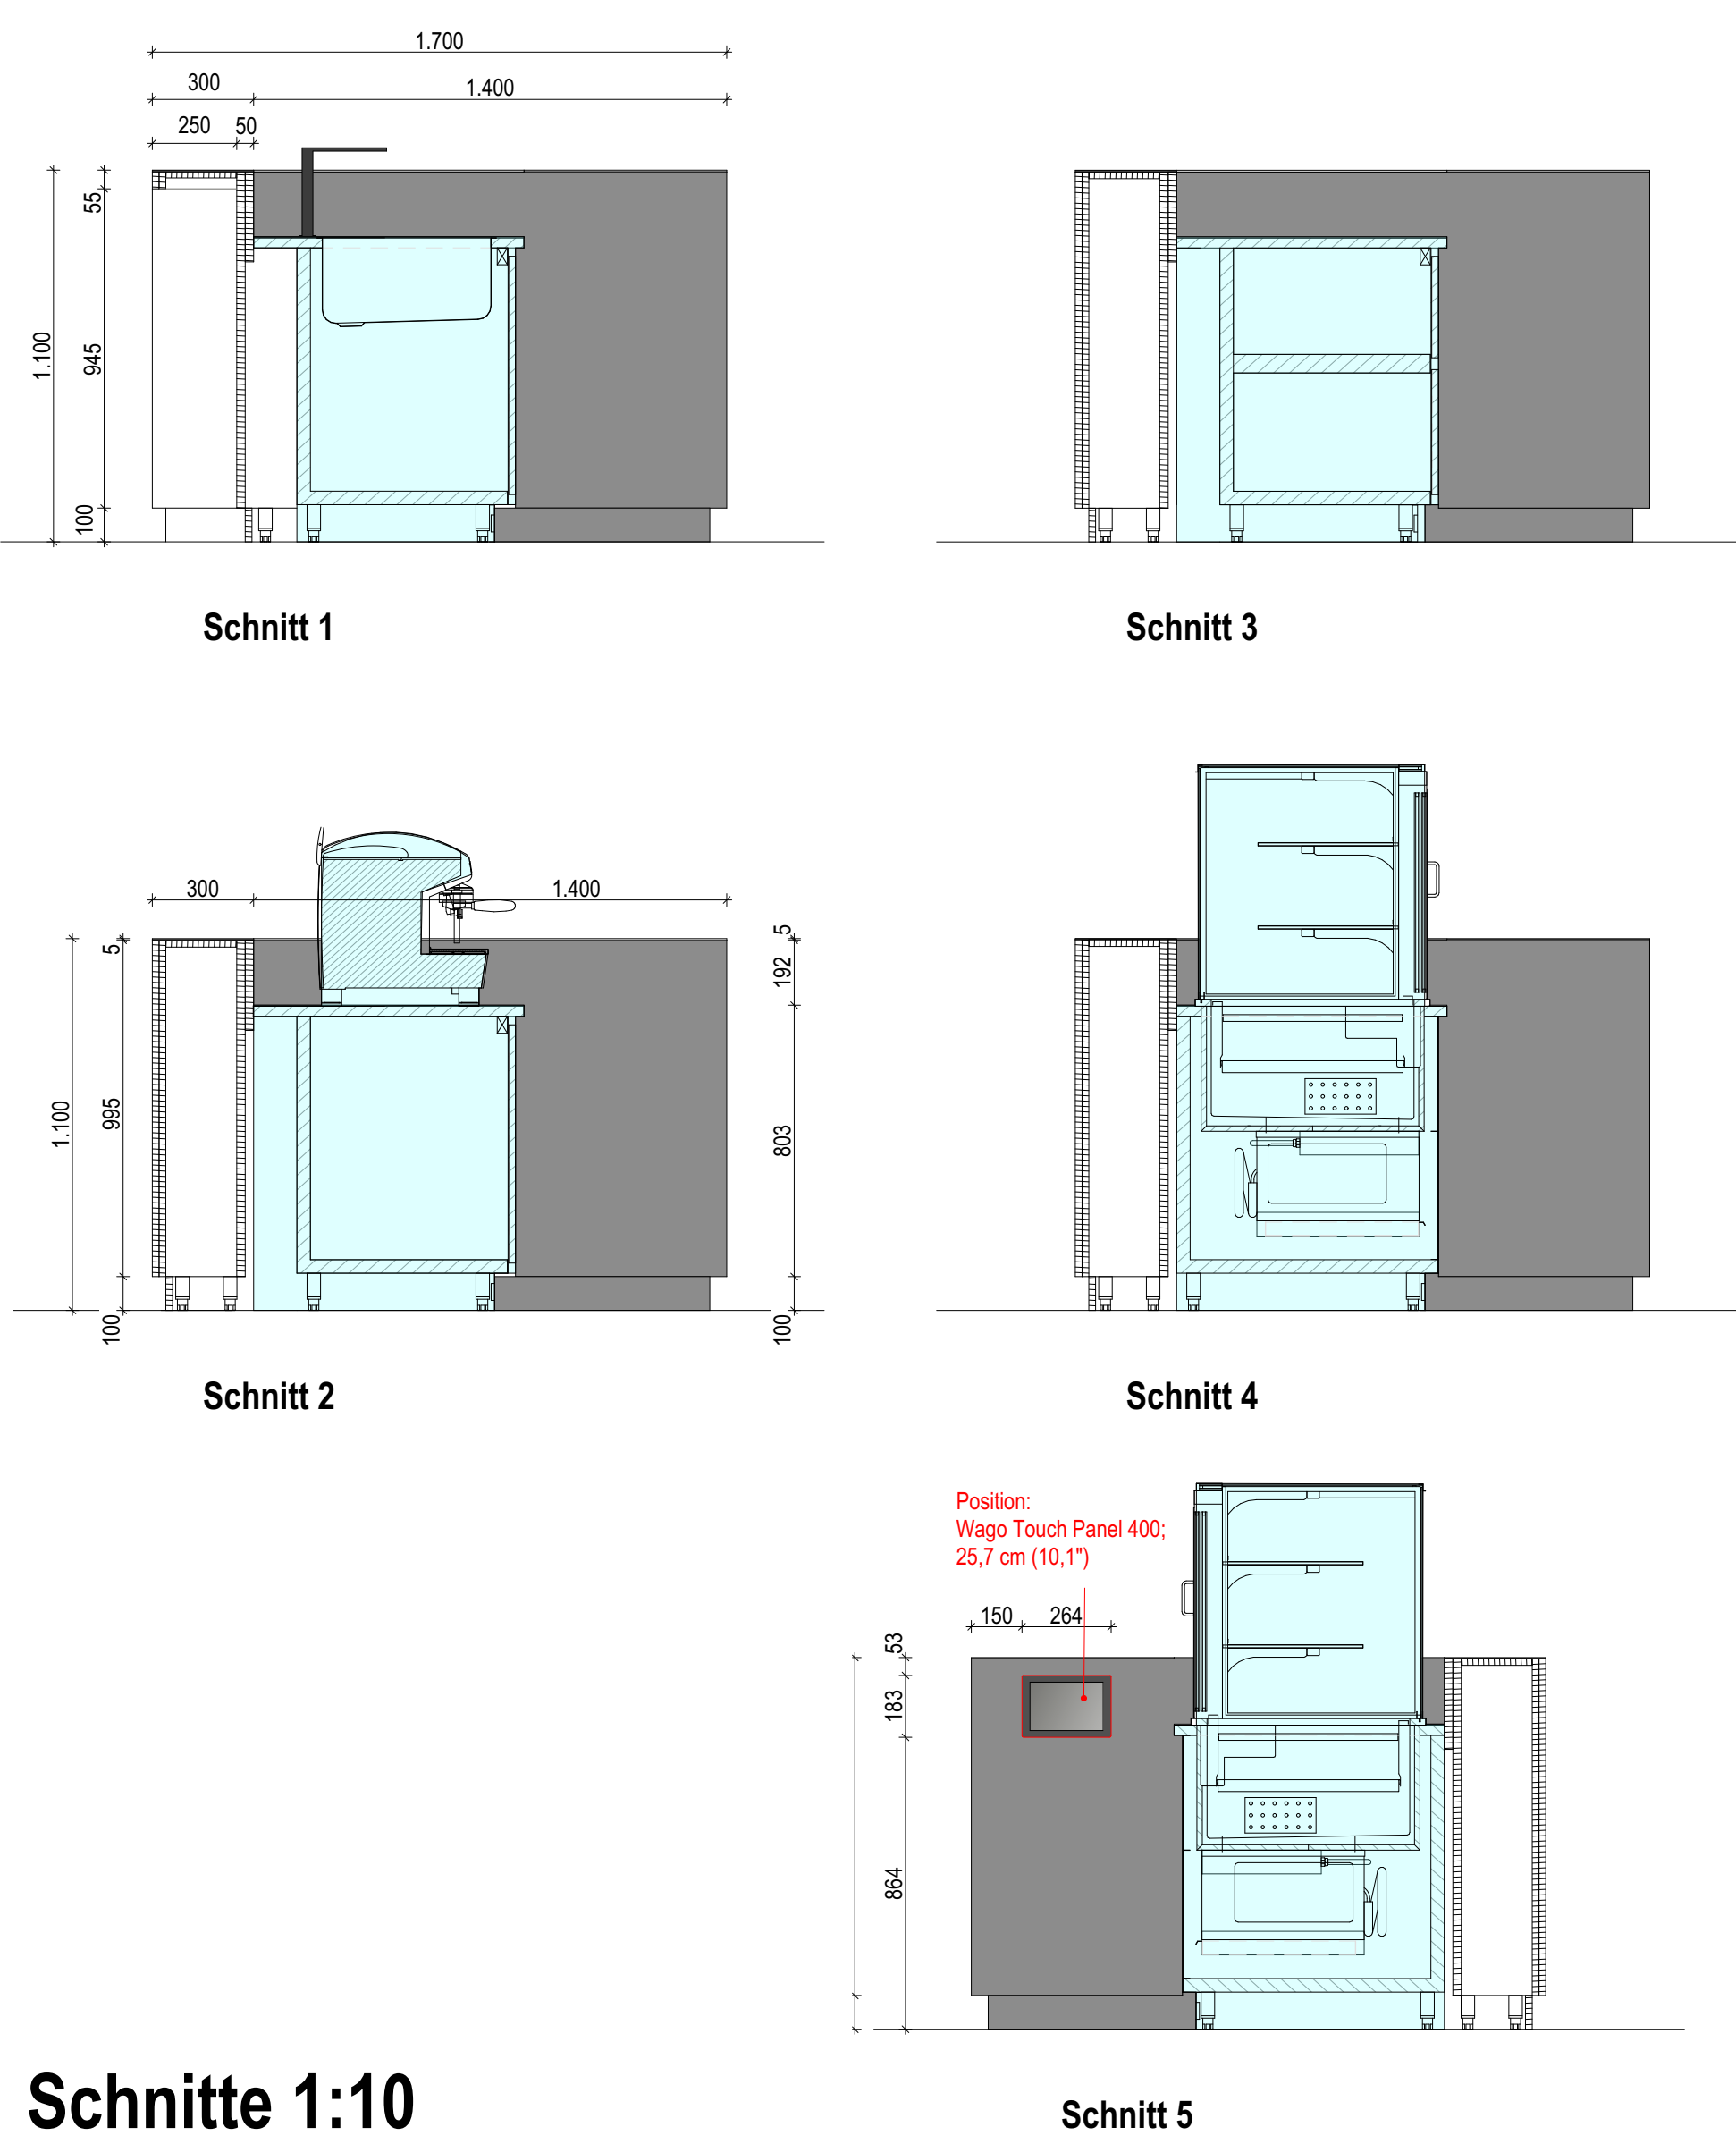 1.700
300
1.400
250
50
55
945
1.100
100
Schnitt 1
Schnitt 3
300
1.400
5
995
1.100
100
5
192
803
100
Schnitt 2
Schnitt 4
Position:
Wago Touch Panel 400;
25,7 cm (10,1")
150
264
53
183
864
Schnitte 1:10
Schnitt 5